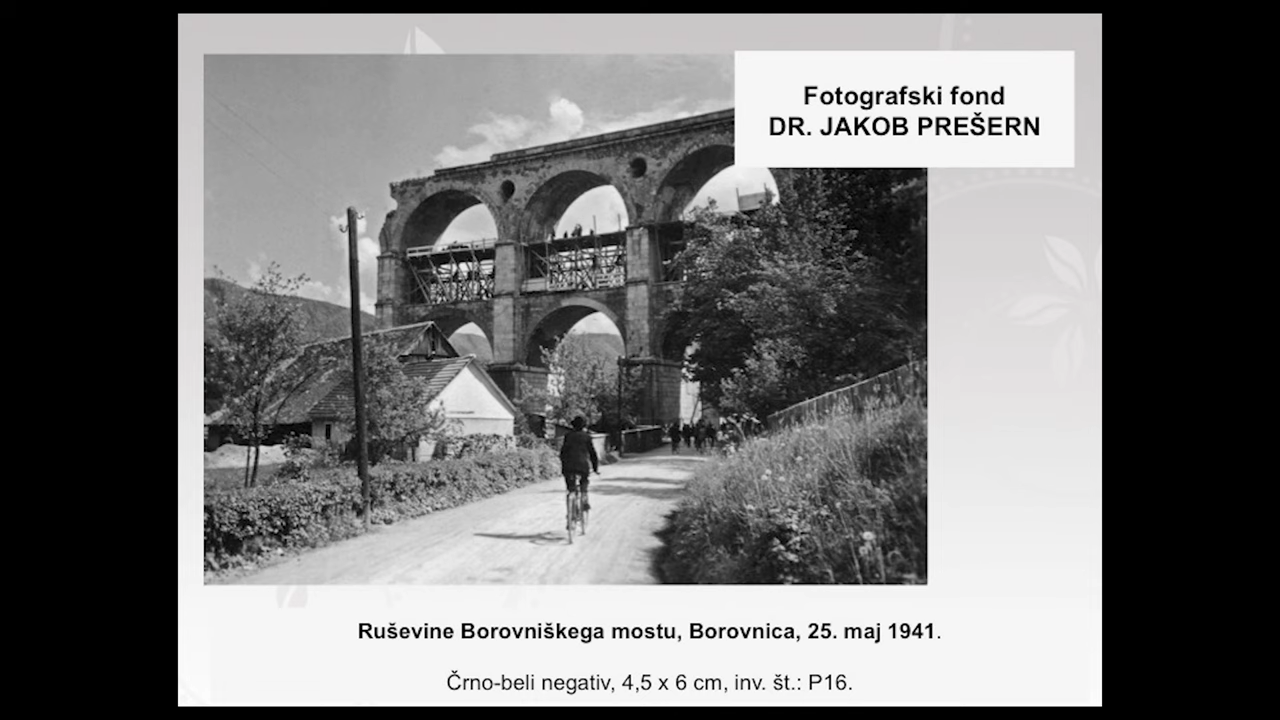 Fotografski fond
DR. JAKOB PREŠERN
Ruševine Borovniškega mostu, Borovnica, 25. maj 1941.
Črno-beli negativ, 4,5 x 6 cm, inv. št.: P16.